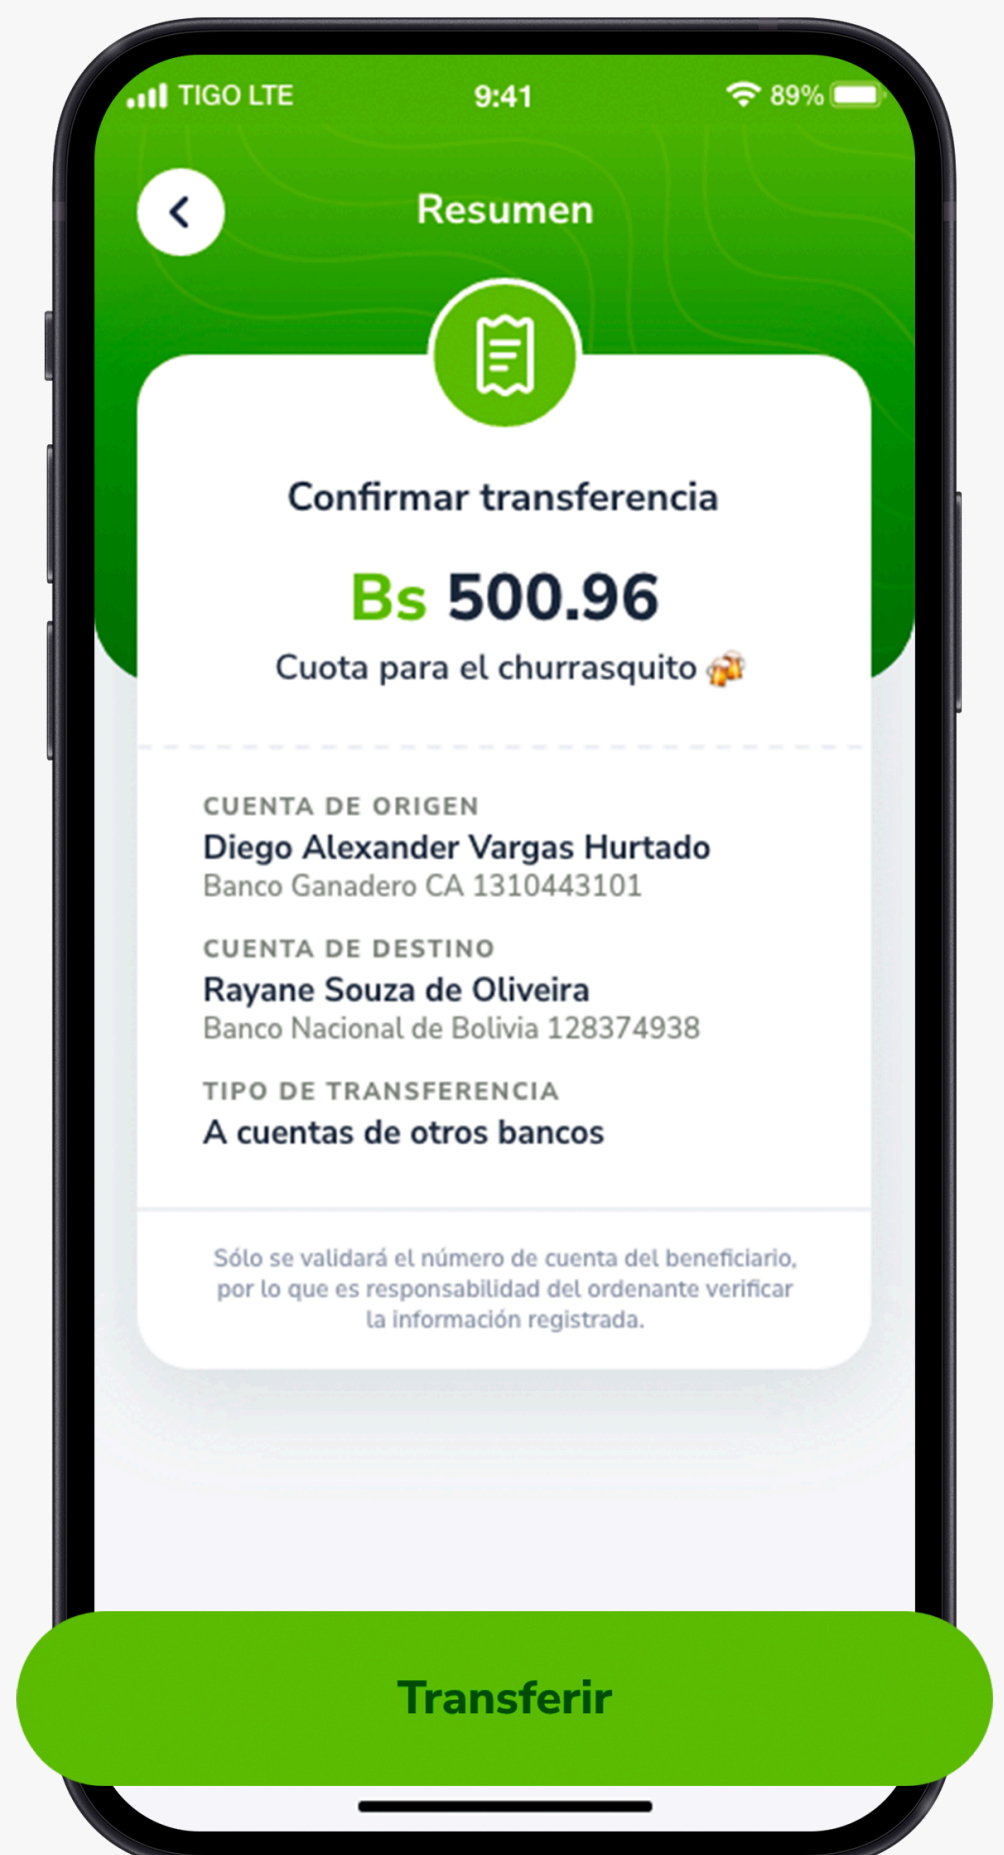 TIGO LTE 9:41 89%
Resumen
Confirmar transferencia
Bs 500.96
Cuota para el churrasquito 🍻
CUENTA DE ORIGEN
Diego Alexander Vargas Hurtado
Banco Ganadero CA 1310443101
CUENTA DE DESTINO
Rayane Souza de Oliveira
Banco Nacional de Bolivia 128374938
TIPO DE TRANSFERENCIA
A cuentas de otros bancos
Sólo se validará el número de cuenta del beneficiario,
por lo que es responsabilidad del ordenante verificar
la información registrada.
Transferir